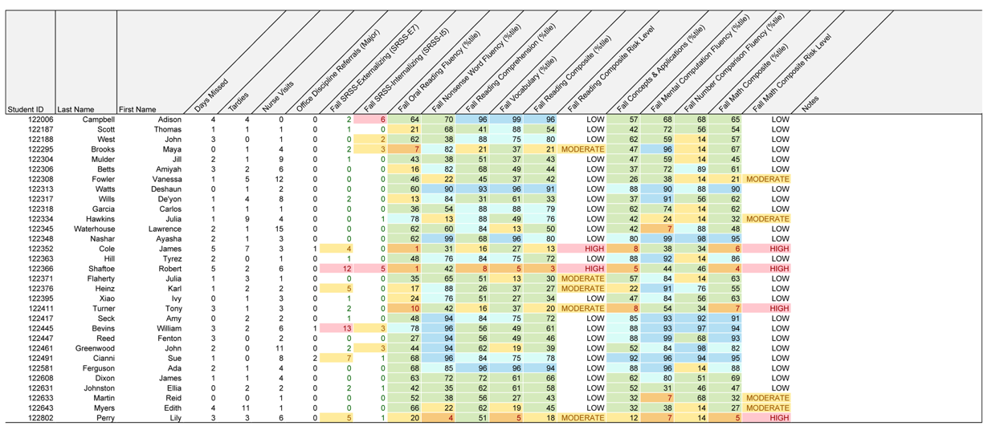 Student ID Last Name First Name Days Missed Tardies Nurse Visits Office Discipline Referrals (Major) Fall SRSS-Externalizing (SRSS-E7) Fall SRSS-Internalizing (SRSS-I5) Fall Oral Reading Fluency (%tile) Fall Nonsense Word Fluency (%tile) Fall Reading Comprehension (%tile) Fall Vocabulary (%tile) Fall Reading Composite (%tile) Fall Reading Composite Risk Level Fall Concepts & Applications (%tile) Fall Mental Computation Fluency (%tile) Fall Number Comparison Fluency (%tile) Fall Math Composite (%tile) Fall Math Composite Risk Level Notes
122006 Campbell Adison 4 4 0 0 2 6 64 70 96 99 96 LOW 57 68 68 65 LOW
122187 Scott Thomas 1 1 1 0 1 0 21 68 41 88 54 LOW 42 72 56 54 LOW
122188 West John 3 0 1 0 0 2 62 38 88 75 80 LOW 62 59 14 57 LOW
122295 Brooks Maya 0 1 4 0 2 3 7 82 21 37 21 MODERATE 47 96 14 67 LOW
122304 Mulder Jill 2 1 9 0 1 0 43 38 51 37 43 LOW 47 59 14 45 LOW
122306 Betts Amiyah 3 2 6 0 0 0 16 82 68 49 44 LOW 37 72 89 61 LOW
122308 Fowler Vanessa 1 5 12 0 0 0 46 22 45 37 42 LOW 26 38 14 21 MODERATE
122313 Watts Deshaun 0 1 2 0 0 0 60 90 93 96 91 LOW 88 90 88 90 LOW
122317 Wills De'yon 1 4 8 0 2 0 13 84 31 61 33 LOW 37 91 56 62 LOW
122318 Garcia Carlos 1 1 1 0 0 0 36 54 88 88 79 LOW 62 74 14 62 LOW
122334 Hawkins Julia 1 9 4 0 0 1 78 13 88 49 76 LOW 42 24 14 32 MODERATE
122345 Waterhouse Lawrence 2 1 15 0 0 0 62 60 84 13 50 LOW 42 7 88 48 LOW
122348 Nashar Ayasha 2 1 3 0 0 0 62 99 68 96 80 LOW 80 99 98 95 LOW
122352 Cole James 5 7 3 1 4 0 1 31 16 27 13 HIGH 8 38 34 6 HIGH
122363 Hill Tyrez 2 0 1 0 1 0 48 76 84 75 72 LOW 88 92 14 86 LOW
122366 Shaftoe Robert 5 2 6 0 12 5 1 42 8 5 3 HIGH 5 44 46 4 HIGH
122371 Flaherty Julia 1 3 1 0 0 0 35 65 51 13 30 MODERATE 57 84 14 63 LOW
122376 Heinz Karl 1 2 2 0 5 0 17 88 26 37 27 MODERATE 22 91 76 55 LOW
122395 Xiao Ivy 0 1 3 0 1 0 24 76 51 27 34 LOW 47 84 56 63 LOW
122411 Turner Tony 3 1 3 0 2 0 10 42 16 37 20 MODERATE 8 54 34 7 HIGH
122417 Seck Amy 0 2 2 0 1 0 48 94 84 75 72 LOW 85 93 92 91 LOW
122445 Bevins William 3 2 6 1 13 3 78 96 56 49 61 LOW 88 93 97 94 LOW
122447 Reed Fenton 3 0 2 0 0 0 27 94 56 49 46 LOW 88 99 68 93 LOW
122461 Greenwood John 2 0 11 0 2 3 44 94 62 19 39 LOW 52 84 98 82 LOW
122491 Cianni Sue 1 0 8 2 7 1 68 96 84 75 78 LOW 92 96 94 95 LOW
122581 Ferguson Ada 2 1 4 0 0 0 68 85 96 96 94 LOW 88 96 14 88 LOW
122608 Dixon James 1 1 4 0 0 0 63 72 72 61 66 LOW 62 80 51 69 LOW
122631 Johnston Ellia 0 2 2 0 2 1 42 35 62 61 58 LOW 52 31 46 47 LOW
122633 Martin Reid 0 0 1 0 0 0 52 38 56 27 43 LOW 32 7 68 32 MODERATE
122643 Myers Edith 4 11 2 0 0 0 66 22 62 19 45 LOW 32 38 14 27 MODERATE
122802 Perry Lily 3 3 6 0 5 1 20 4 51 5 18 MODERATE 12 7 14 5 HIGH